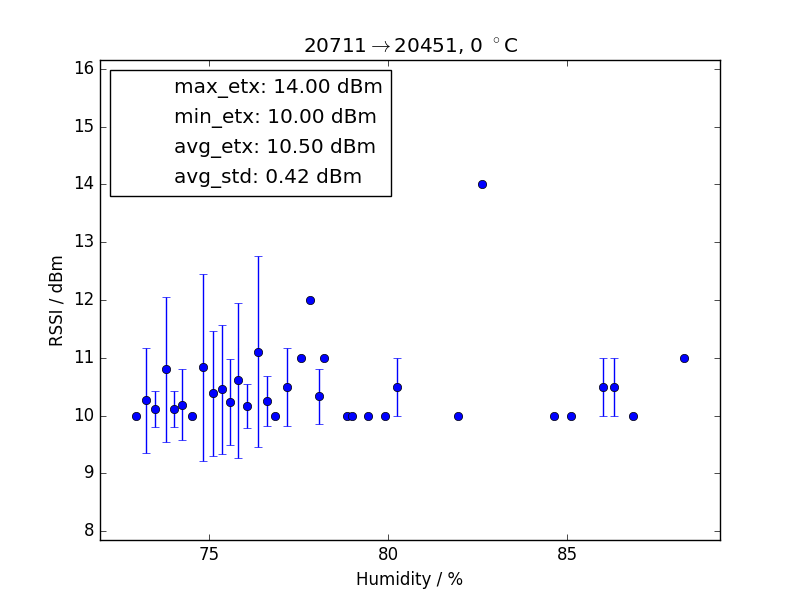 20711→20451, 0 °C
max_etx: 14.00 dBm
min_etx: 10.00 dBm
avg_etx: 10.50 dBm
avg_std: 0.42 dBm
16
15
14
13
12
11
10
9
8
RSSI / dBm
75 80 85
Humidity / %